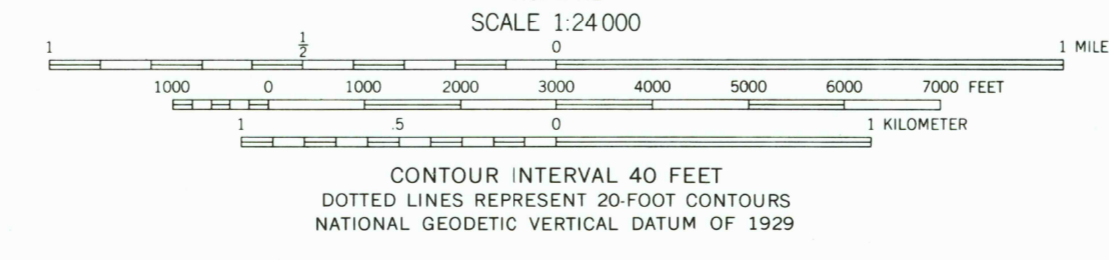 SCALE 1:24 000
1 ½ 0 1 MILE
1000 0 1000 2000 3000 4000 5000 6000 7000 FEET
1 .5 0 1 KILOMETER
CONTOUR INTERVAL 40 FEET
DOTTED LINES REPRESENT 20-FOOT CONTOURS
NATIONAL GEODETIC VERTICAL DATUM OF 1929